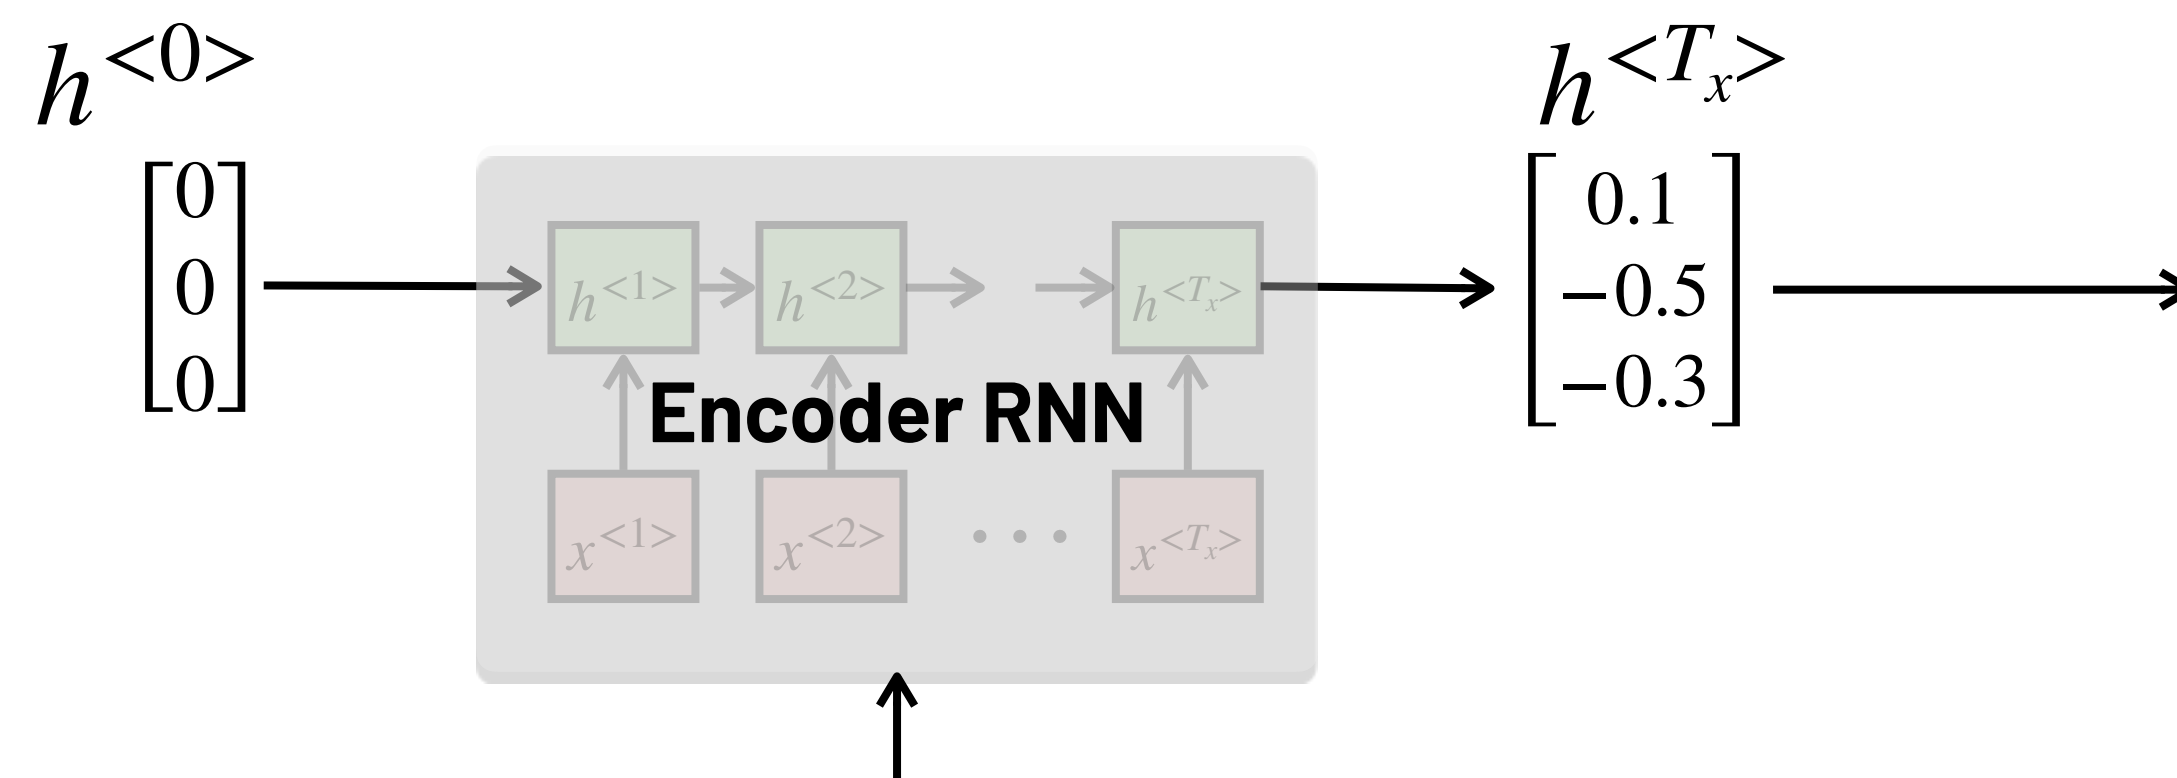 h<0> h<Tx>
[0 0 0]
[0.1 −0.5 −0.3]
h<1> h<2> h<Tx>
Encoder RNN
x<1> x<2> ... x<Tx>